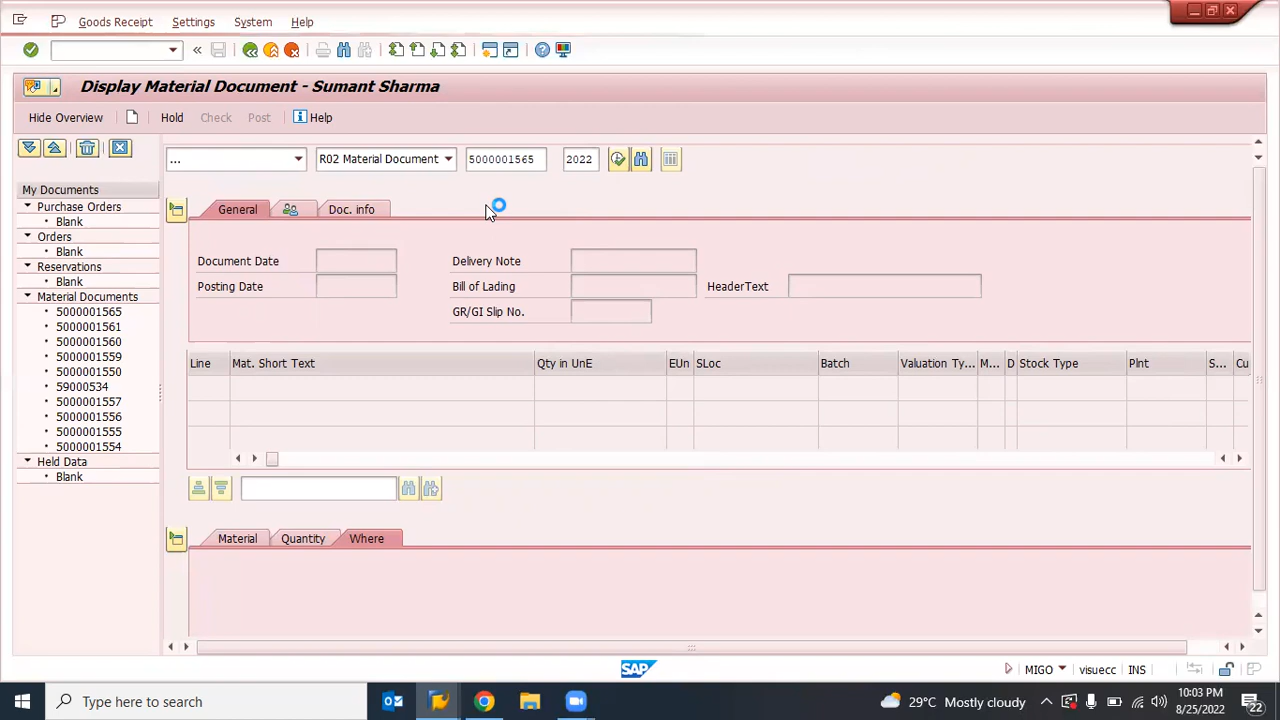 Goods Receipt Settings System Help
Display Material Document - Sumant Sharma
Hide Overview Hold Check Post Help
... R02 Material Document 5000001565 2022
My Documents
Purchase Orders
Blank
Orders
Blank
Reservations
Blank
Material Documents
5000001565
5000001561
5000001560
5000001559
5000001550
59000534
5000001557
5000001556
5000001555
5000001554
Held Data
Blank
General Doc. info
Document Date Delivery Note
Posting Date Bill of Lading HeaderText
GR/GI Slip No.
Line Mat. Short Text Qty in UnE EUn SLoc Batch Valuation Ty... M... D Stock Type Plnt S... Cu
Material Quantity Where
SAP
MIGO visuecc INS
Type here to search
29°C Mostly cloudy
10:03 PM
8/25/2022
22